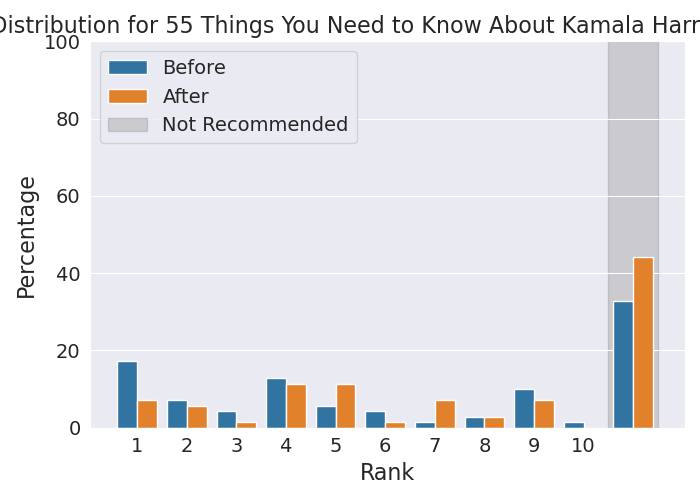 Distribution for 55 Things You Need to Know About Kamala Harr
100
80
60
40
20
0
Percentage
Before
After
Not Recommended
1 2 3 4 5 6 7 8 9 10
Rank